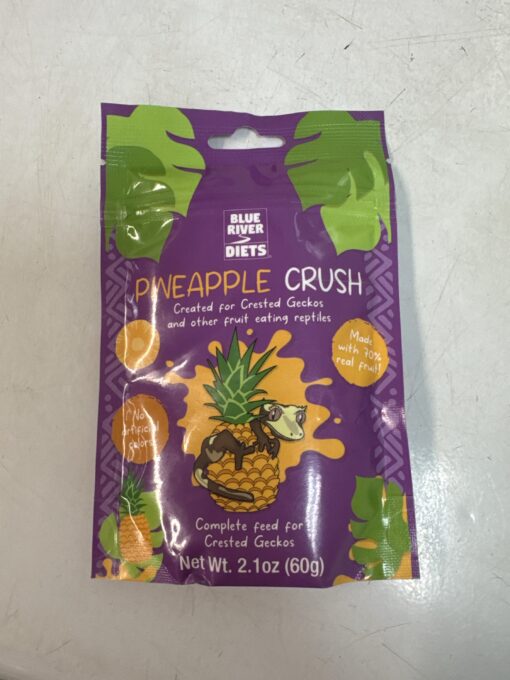 BLUE
RIVER
DIETS
PINEAPPLE CRUSH
Created for Crested Geckos
and other fruit eating reptiles
Made
with 70%
real fruit!
No
artificial
colors
Complete feed for
Crested Geckos
Net Wt. 2.1oz (60g)